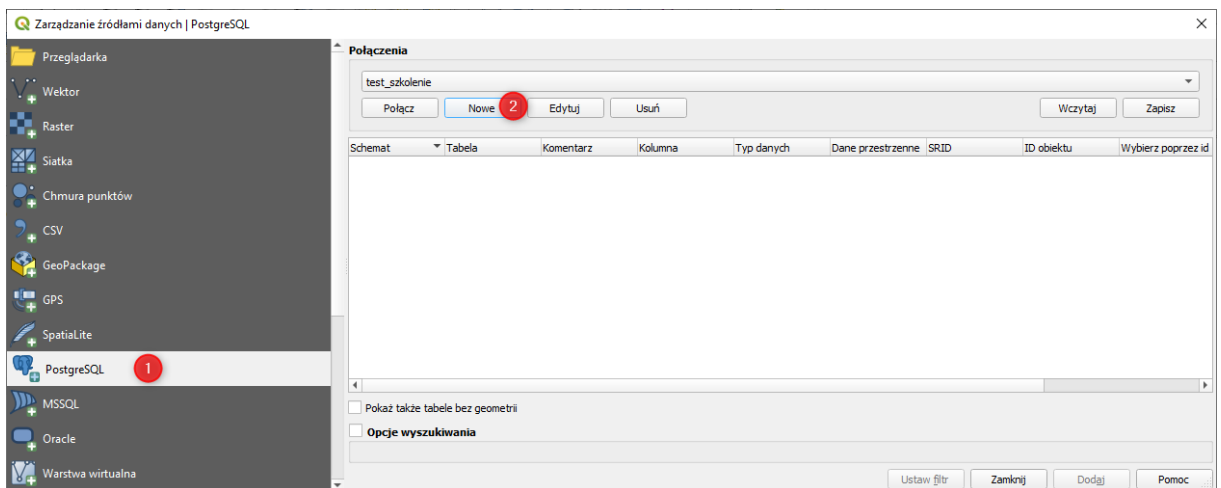 Zarządzanie źródłami danych | PostgreSQL
Przeglądarka
Wektor
Raster
Siatka
Chmura punktów
CSV
GeoPackage
GPS
SpatiaLite
PostgreSQL 1
MSSQL
Oracle
Warstwa wirtualna
Połączenia
test_szkolenie
Połącz Nowe 2 Edytuj Usuń Wczytaj Zapisz
Schemat Tabela Komentarz Kolumna Typ danych Dane przestrzenne SRID ID obiektu Wybierz poprzez id
Pokaż także tabele bez geometrii
Opcje wyszukiwania
Ustaw filtr Zamknij Dodaj Pomoc